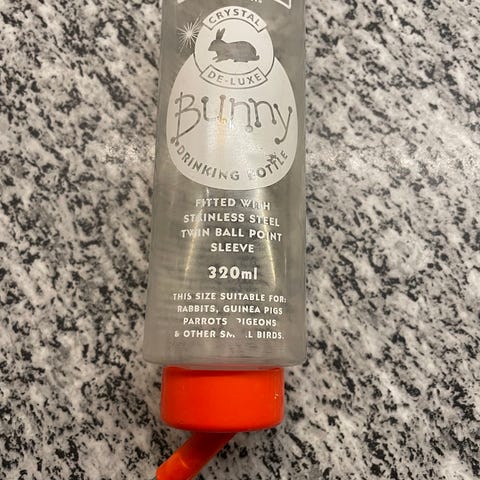 CRYSTAL
DE-LUXE
Bunny
DRINKING BOTTLE
FITTED WITH
STAINLESS STEEL
TWIN BALL POINT
SLEEVE
320ml
THIS SIZE SUITABLE FOR:
RABBITS, GUINEA PIGS
PARROTS PIGEONS
& OTHER SMALL BIRDS.